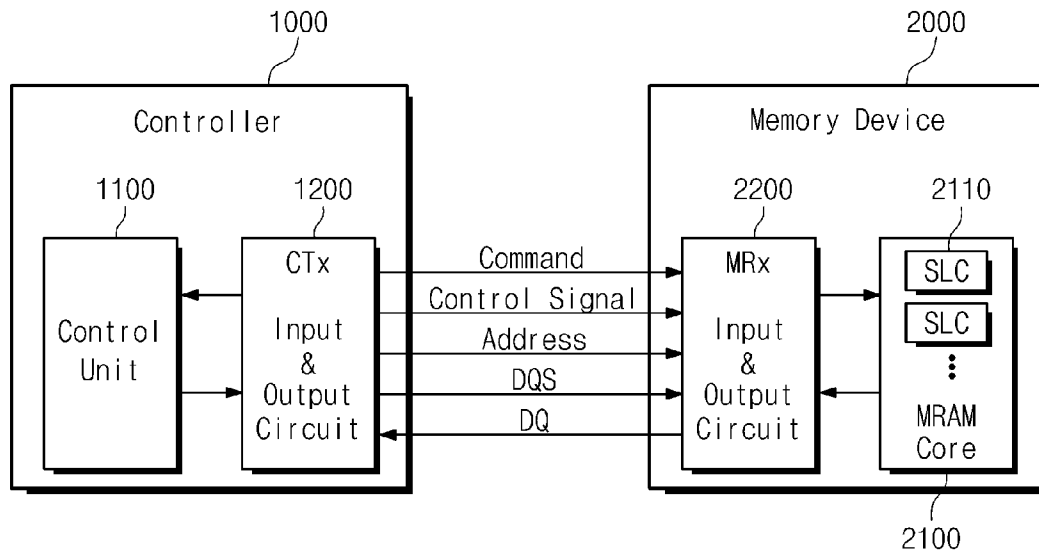 1000
2000
Controller
Memory Device
1100
1200
2200
2110
CTx
Command
MRx
SLC
Control Signal
SLC
Control
Unit
Input
&
Output
Circuit
Address
Input
&
Output
Circuit
DQS
DQ
MRAM
Core
2100